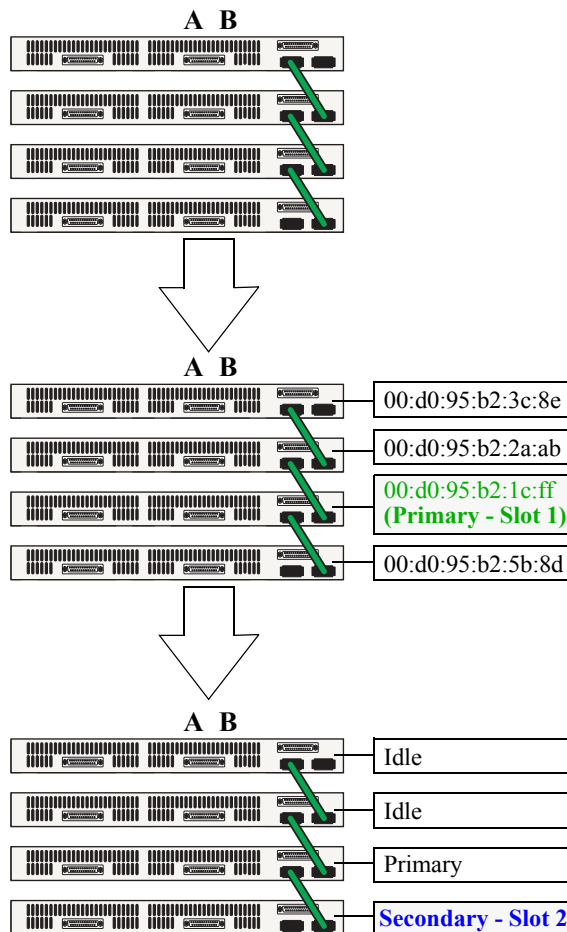 A B
A B
00:d0:95:b2:3c:8e
00:d0:95:b2:2a:ab
00:d0:95:b2:1c:ff
(Primary - Slot 1)
00:d0:95:b2:5b:8d
A B
Idle
Idle
Primary
Secondary - Slot 2